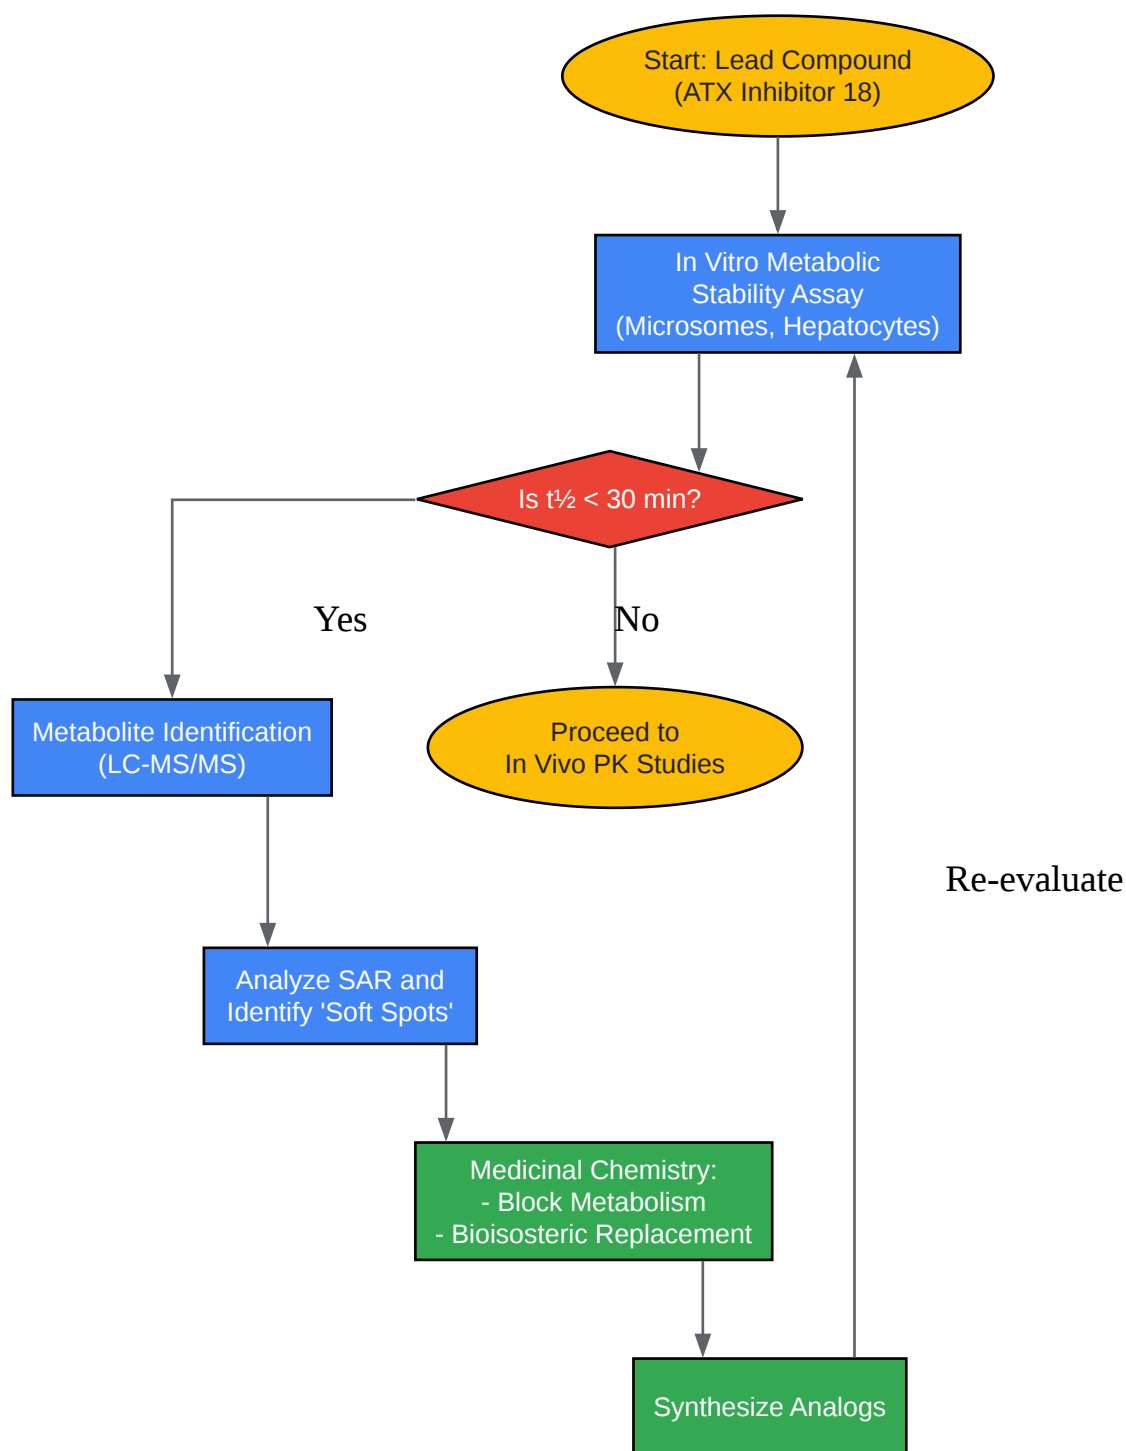 Start: Lead Compound
(ATX Inhibitor 18)
In Vitro Metabolic
Stability Assay
(Microsomes, Hepatocytes)
Is t½ < 30 min?
Yes
No
Metabolite Identification
(LC-MS/MS)
Proceed to
In Vivo PK Studies
Re-evaluate
Analyze SAR and
Identify 'Soft Spots'
Medicinal Chemistry:
- Block Metabolism
- Bioisosteric Replacement
Synthesize Analogs